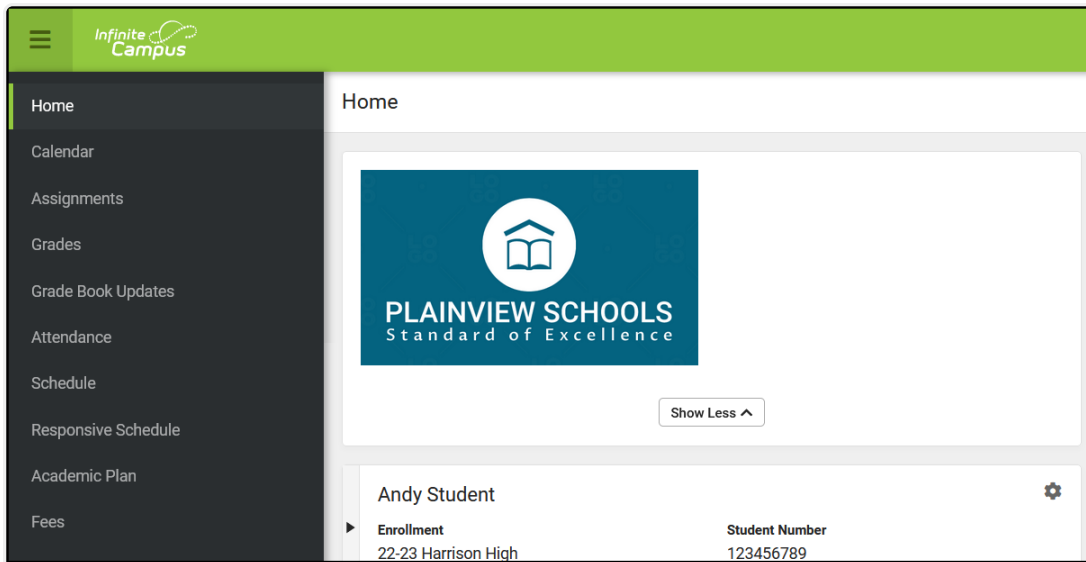 Infinite
Campus
Home
Calendar
Assignments
Grades
Grade Book Updates
Attendance
Schedule
Responsive Schedule
Academic Plan
Fees
Home
PLAINVIEW SCHOOLS
Standard of Excellence
Show Less
Andy Student
Enrollment
22-23 Harrison High
Student Number
123456789